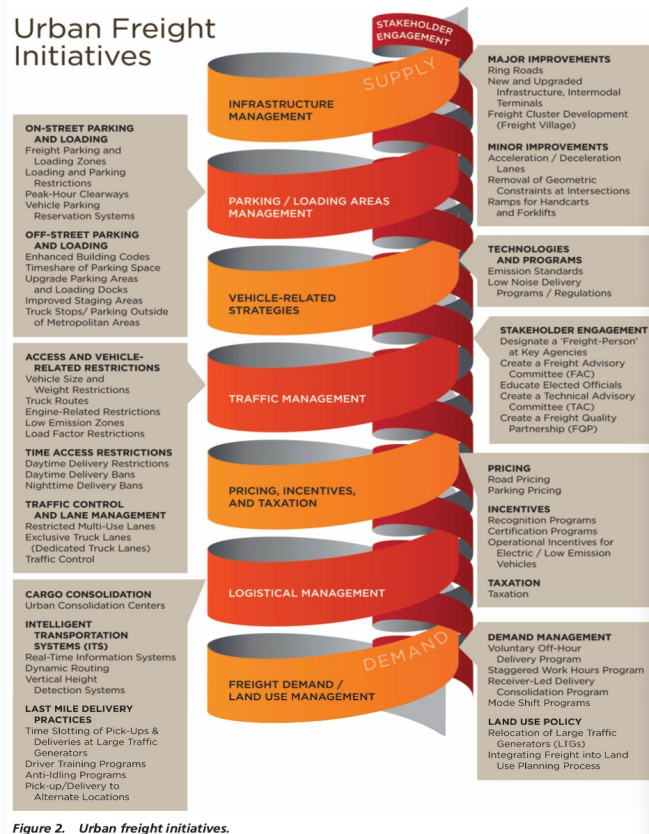 Urban Freight
Initiatives
STAKEHOLDER
ENGAGEMENT
SUPPLY
INFRASTRUCTURE
MANAGEMENT
PARKING / LOADING AREAS
MANAGEMENT
VEHICLE-RELATED
STRATEGIES
TRAFFIC MANAGEMENT
PRICING, INCENTIVES,
AND TAXATION
LOGISTICAL MANAGEMENT
DEMAND
FREIGHT DEMAND /
LAND USE MANAGEMENT
ON-STREET PARKING
AND LOADING
Freight Parking and
Loading Zones
Loading and Parking
Restrictions
Peak-Hour Clearways
Vehicle Parking
Reservation Systems
OFF-STREET PARKING
AND LOADING
Enhanced Building Codes
Timeshare of Parking Space
Upgrade Parking Areas
and Loading Docks
Improved Staging Areas
Truck Stops/ Parking Outside
of Metropolitan Areas
ACCESS AND VEHICLE-
RELATED RESTRICTIONS
Vehicle Size and
Weight Restrictions
Truck Routes
Engine-Related Restrictions
Low Emission Zones
Load Factor Restrictions
TIME ACCESS RESTRICTIONS
Daytime Delivery Restrictions
Daytime Delivery Bans
Nighttime Delivery Bans
TRAFFIC CONTROL
AND LANE MANAGEMENT
Restricted Multi-Use Lanes
Exclusive Truck Lanes
(Dedicated Truck Lanes)
Traffic Control
CARGO CONSOLIDATION
Urban Consolidation Centers
INTELLIGENT
TRANSPORTATION
SYSTEMS (ITS)
Real-Time Information Systems
Dynamic Routing
Vertical Height
Detection Systems
LAST MILE DELIVERY
PRACTICES
Time Slotting of Pick-Ups &
Deliveries at Large Traffic
Generators
Driver Training Programs
Anti-Idling Programs
Pick-up/Delivery to
Alternate Locations
MAJOR IMPROVEMENTS
Ring Roads
New and Upgraded
Infrastructure, Intermodal
Terminals
Freight Cluster Development
(Freight Village)
MINOR IMPROVEMENTS
Acceleration / Deceleration
Lanes
Removal of Geometric
Constraints at Intersections
Ramps for Handcarts
and Forklifts
TECHNOLOGIES
AND PROGRAMS
Emission Standards
Low Noise Delivery
Programs / Regulations
STAKEHOLDER ENGAGEMENT
Designate a 'Freight-Person'
at Key Agencies
Create a Freight Advisory
Committee (FAC)
Educate Elected Officials
Create a Technical Advisory
Committee (TAC)
Create a Freight Quality
Partnership (FQP)
PRICING
Road Pricing
Parking Pricing
INCENTIVES
Recognition Programs
Certification Programs
Operational Incentives for
Electric / Low Emission
Vehicles
TAXATION
Taxation
DEMAND MANAGEMENT
Voluntary Off-Hour
Delivery Program
Staggered Work Hours Program
Receiver-Led Delivery
Consolidation Program
Mode Shift Programs
LAND USE POLICY
Relocation of Large Traffic
Generators (LTGs)
Integrating Freight into Land
Use Planning Process
Figure 2. Urban freight initiatives.